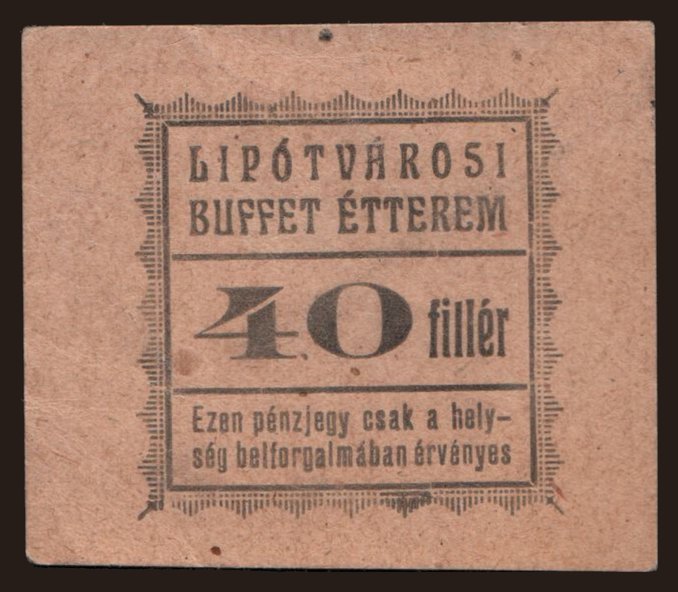 LIPÓTVÁROSI
BUFFET ÉTTEREM
40 fillér
Ezen pénzjegy csak a hely-
ség belforgalmában érvényes